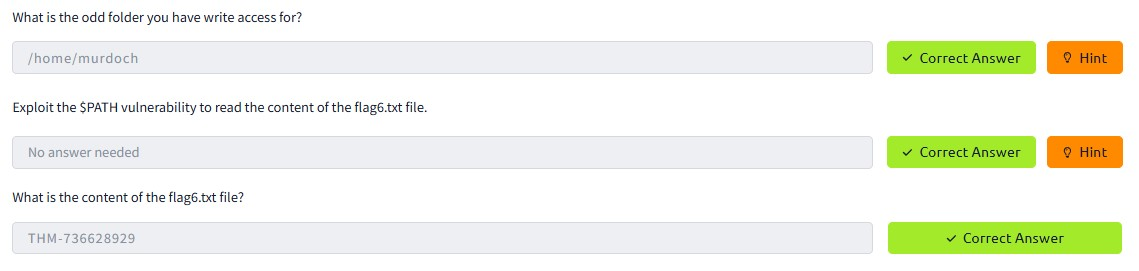 What is the odd folder you have write access for?
/home/murdoch Correct Answer Hint
Exploit the $PATH vulnerability to read the content of the flag6.txt file.
No answer needed Correct Answer Hint
What is the content of the flag6.txt file?
THM-736628929 Correct Answer